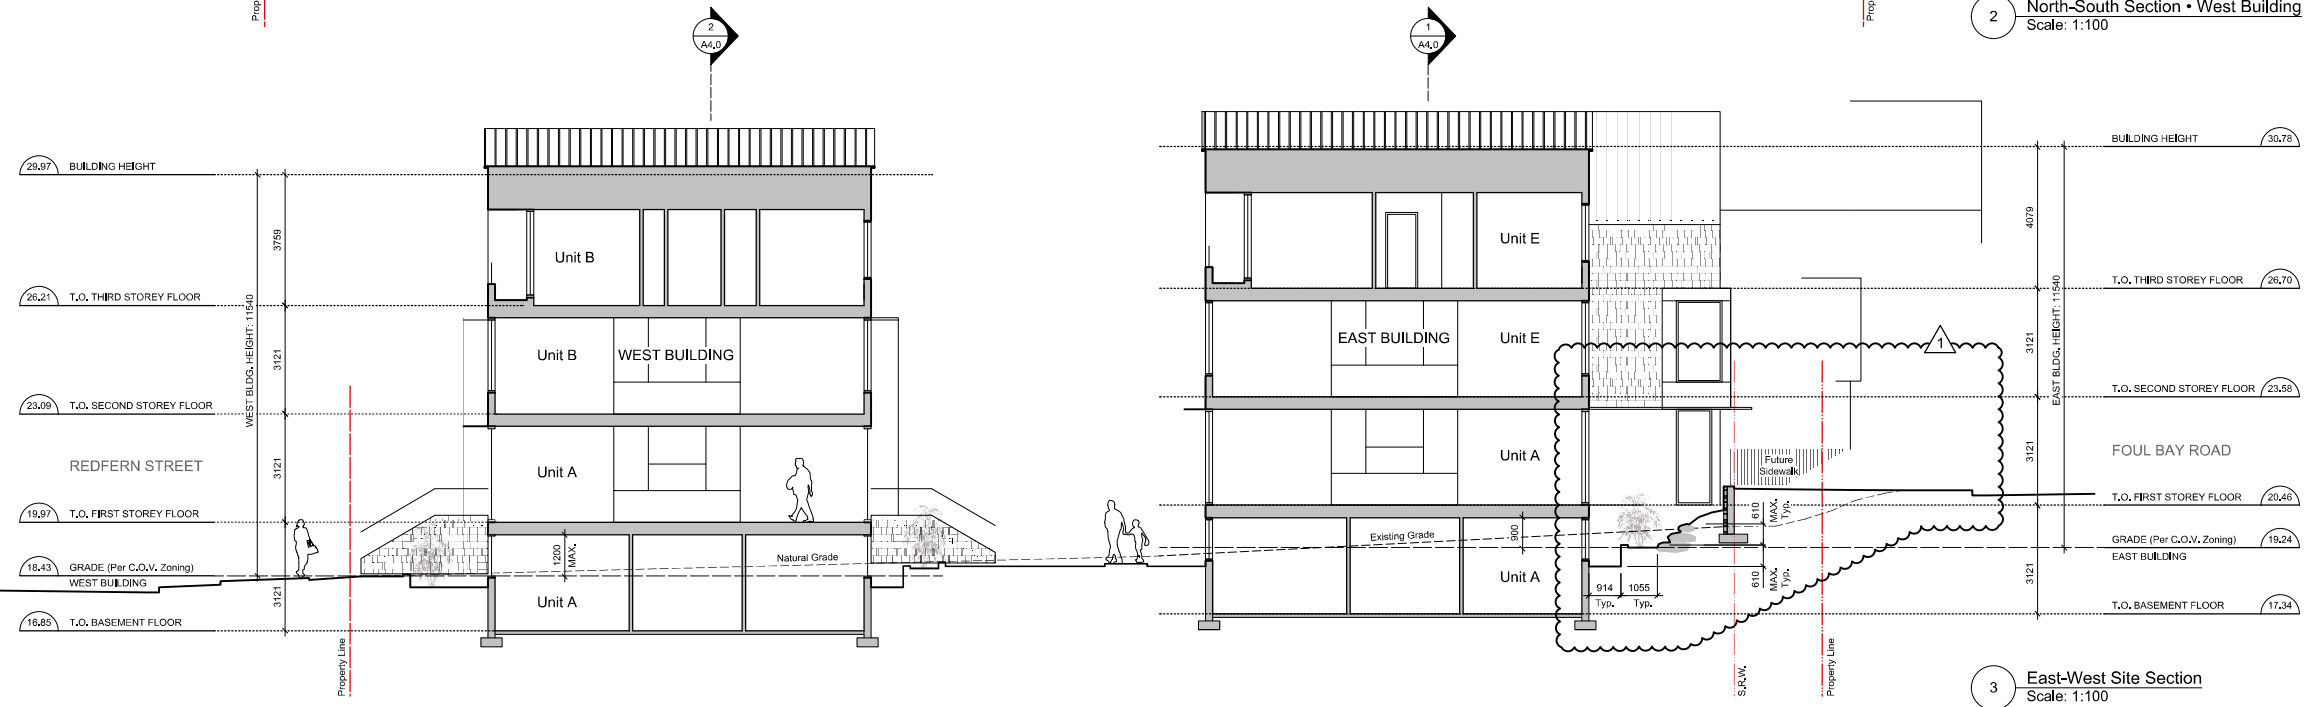 Prop
Prop
2
North-South Section • West Building
Scale: 1:100
2
A4.0
1
A4.0
29.97 BUILDING HEIGHT
26.21 T.O. THIRD STOREY FLOOR
23.09 T.O. SECOND STOREY FLOOR
REDFERN STREET
19.97 T.O. FIRST STOREY FLOOR
18.43 GRADE (Per C.O.V. Zoning)
WEST BUILDING
16.85 T.O. BASEMENT FLOOR
WEST BLDG. HEIGHT: 11540
3759
3121
3121
3121
Property Line
Unit B
Unit B
WEST BUILDING
Unit A
1200
MAX.
Natural Grade
Unit A
Unit E
EAST BUILDING
Unit E
Unit A
900
Existing Grade
Unit A
914
Typ.
1055
Typ.
610
MAX.
Typ.
610
MAX.
Typ.
Future
Sidewalk
1
S.R.W.
Property Line
4079
3121
3121
3121
EAST BLDG. HEIGHT: 11540
BUILDING HEIGHT 30.78
T.O. THIRD STOREY FLOOR 26.70
T.O. SECOND STOREY FLOOR 23.58
FOUL BAY ROAD
T.O. FIRST STOREY FLOOR 20.46
GRADE (Per C.O.V. Zoning) 19.24
EAST BUILDING
T.O. BASEMENT FLOOR 17.34
3
East-West Site Section
Scale: 1:100